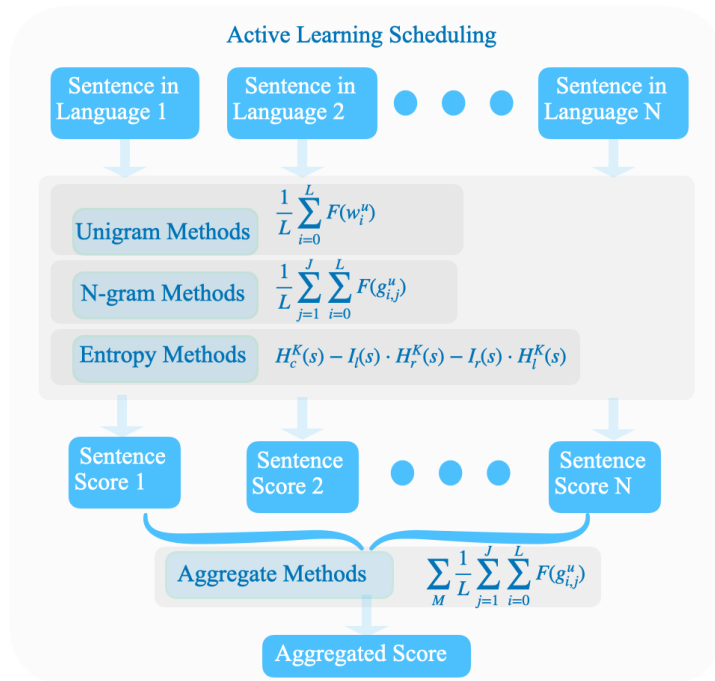 Active Learning Scheduling
Sentence in
Language 1
Sentence in
Language 2
Sentence in
Language N
Unigram Methods
$\frac{1}{L}\sum_{i=0}^{L} F(w_i^u)$
N-gram Methods
$\frac{1}{L}\sum_{j=1}^{J}\sum_{i=0}^{L} F(g_{i,j}^u)$
Entropy Methods
$H_c^K(s) - I_l(s) \cdot H_r^K(s) - I_r(s) \cdot H_l^K(s)$
Sentence
Score 1
Sentence
Score 2
Sentence
Score N
Aggregate Methods
$\sum_{M}\frac{1}{L}\sum_{j=1}^{J}\sum_{i=0}^{L} F(g_{i,j}^u)$
Aggregated Score